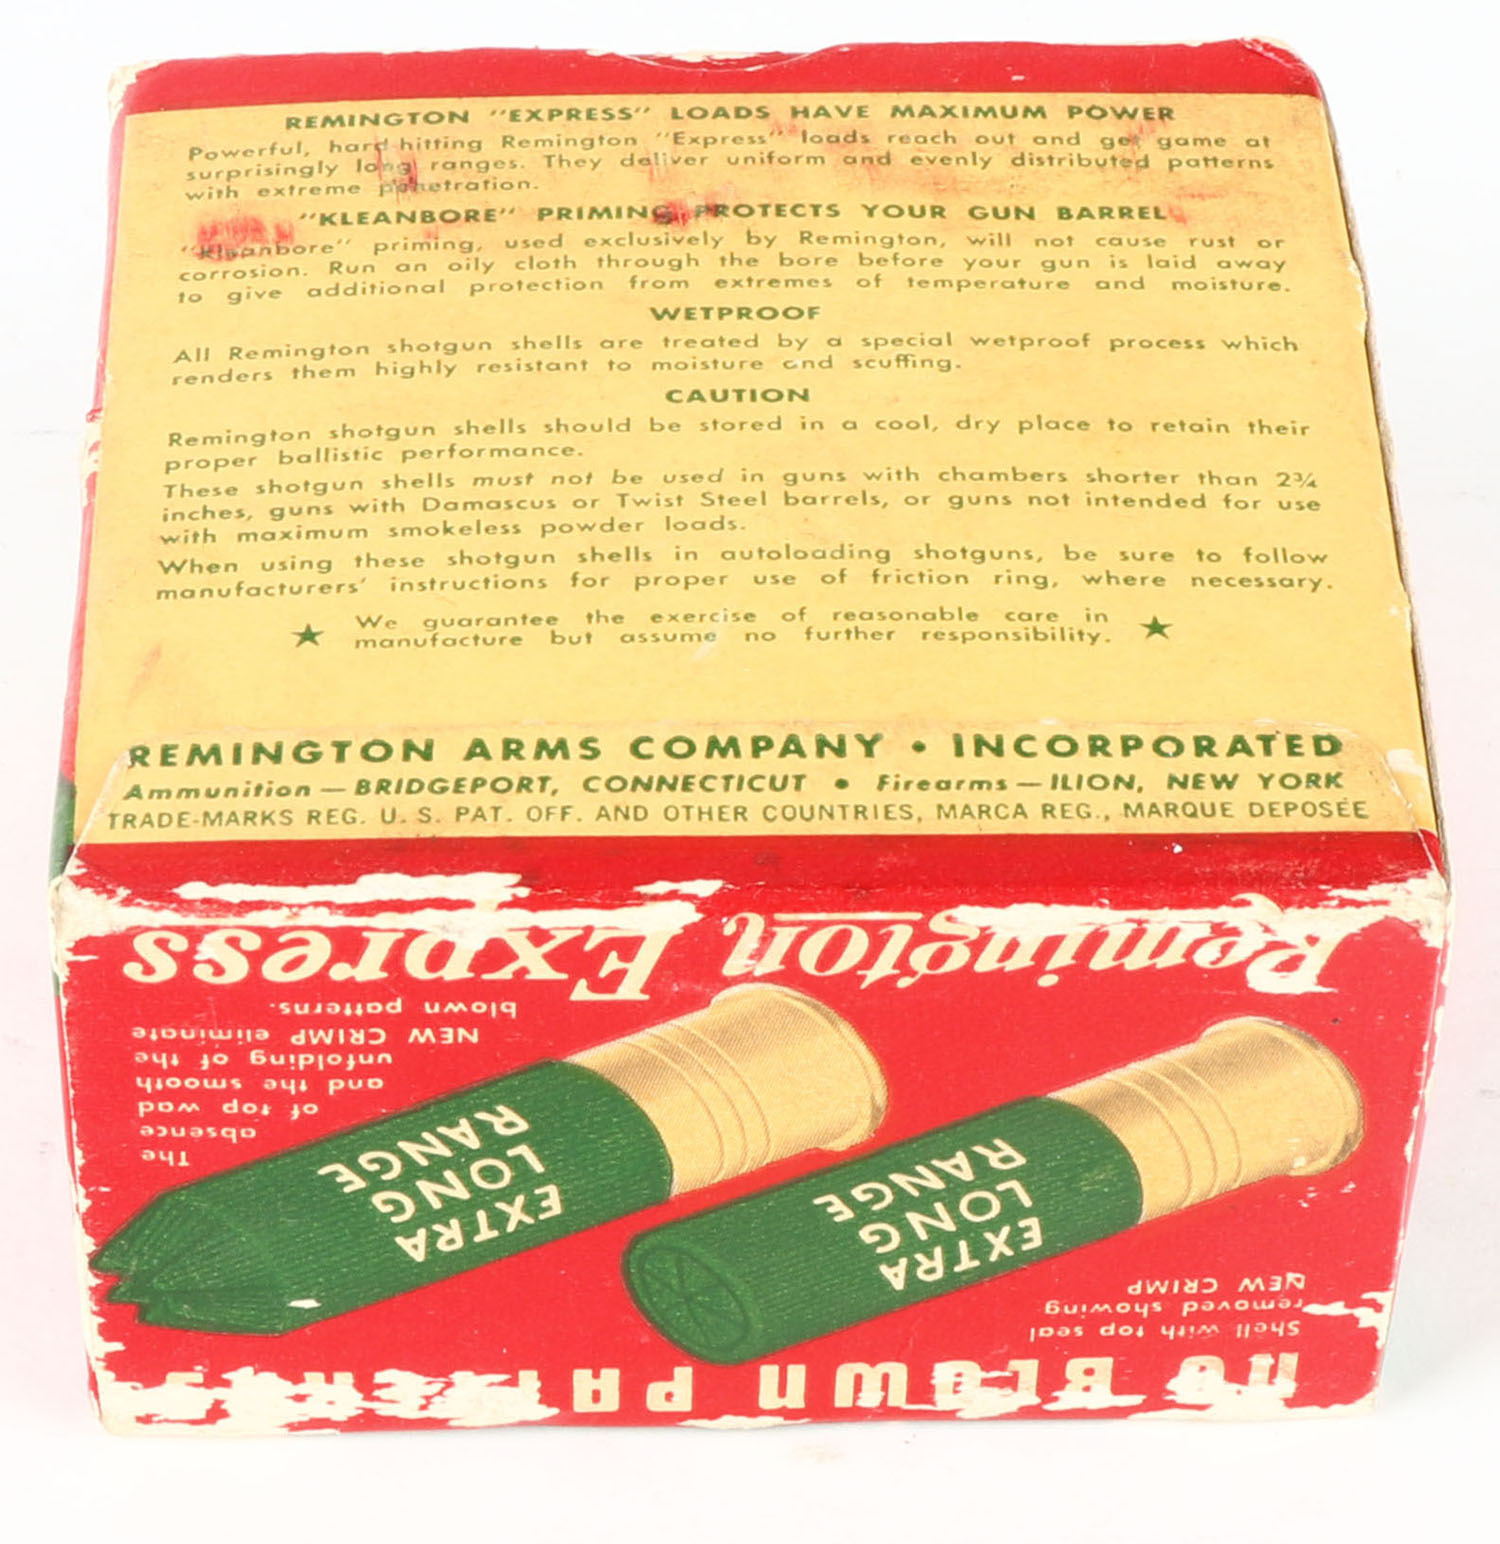 REMINGTON "EXPRESS" LOADS HAVE MAXIMUM POWER
Powerful, hard hitting Remington "Express" loads reach out and get game at
surprisingly long ranges. They deliver uniform and evenly distributed patterns
with extreme penetration.
"KLEANBORE" PRIMING PROTECTS YOUR GUN BARREL
"Kleanbore" priming, used exclusively by Remington, will not cause rust or
corrosion. Run an oily cloth through the bore before your gun is laid away
to give additional protection from extremes of temperature and moisture.
WETPROOF
All Remington shotgun shells are treated by a special wetproof process which
renders them highly resistant to moisture and scuffing.
CAUTION
Remington shotgun shells should be stored in a cool, dry place to retain their
proper ballistic performance.
These shotgun shells must not be used in guns with chambers shorter than 2¾
inches, guns with Damascus or Twist Steel barrels, or guns not intended for use
with maximum smokeless powder loads.
When using these shotgun shells in autoloading shotguns, be sure to follow
manufacturers' instructions for proper use of friction ring, where necessary.
★ We guarantee the exercise of reasonable care in ★
manufacture but assume no further responsibility.
REMINGTON ARMS COMPANY • INCORPORATED
Ammunition — BRIDGEPORT, CONNECTICUT • Firearms — ILION, NEW YORK
TRADE-MARKS REG. U. S. PAT. OFF. AND OTHER COUNTRIES, MARCA REG., MARQUE DEPOSÉE
NO BLOWN PATTERNS
Shell with top seal
removed showing
NEW CRIMP
EXTRA
LONG
RANGE
EXTRA
LONG
RANGE
The
absence
of top wad
and the smooth
unfolding of the
NEW CRIMP eliminate
blown patterns.
Remington Express